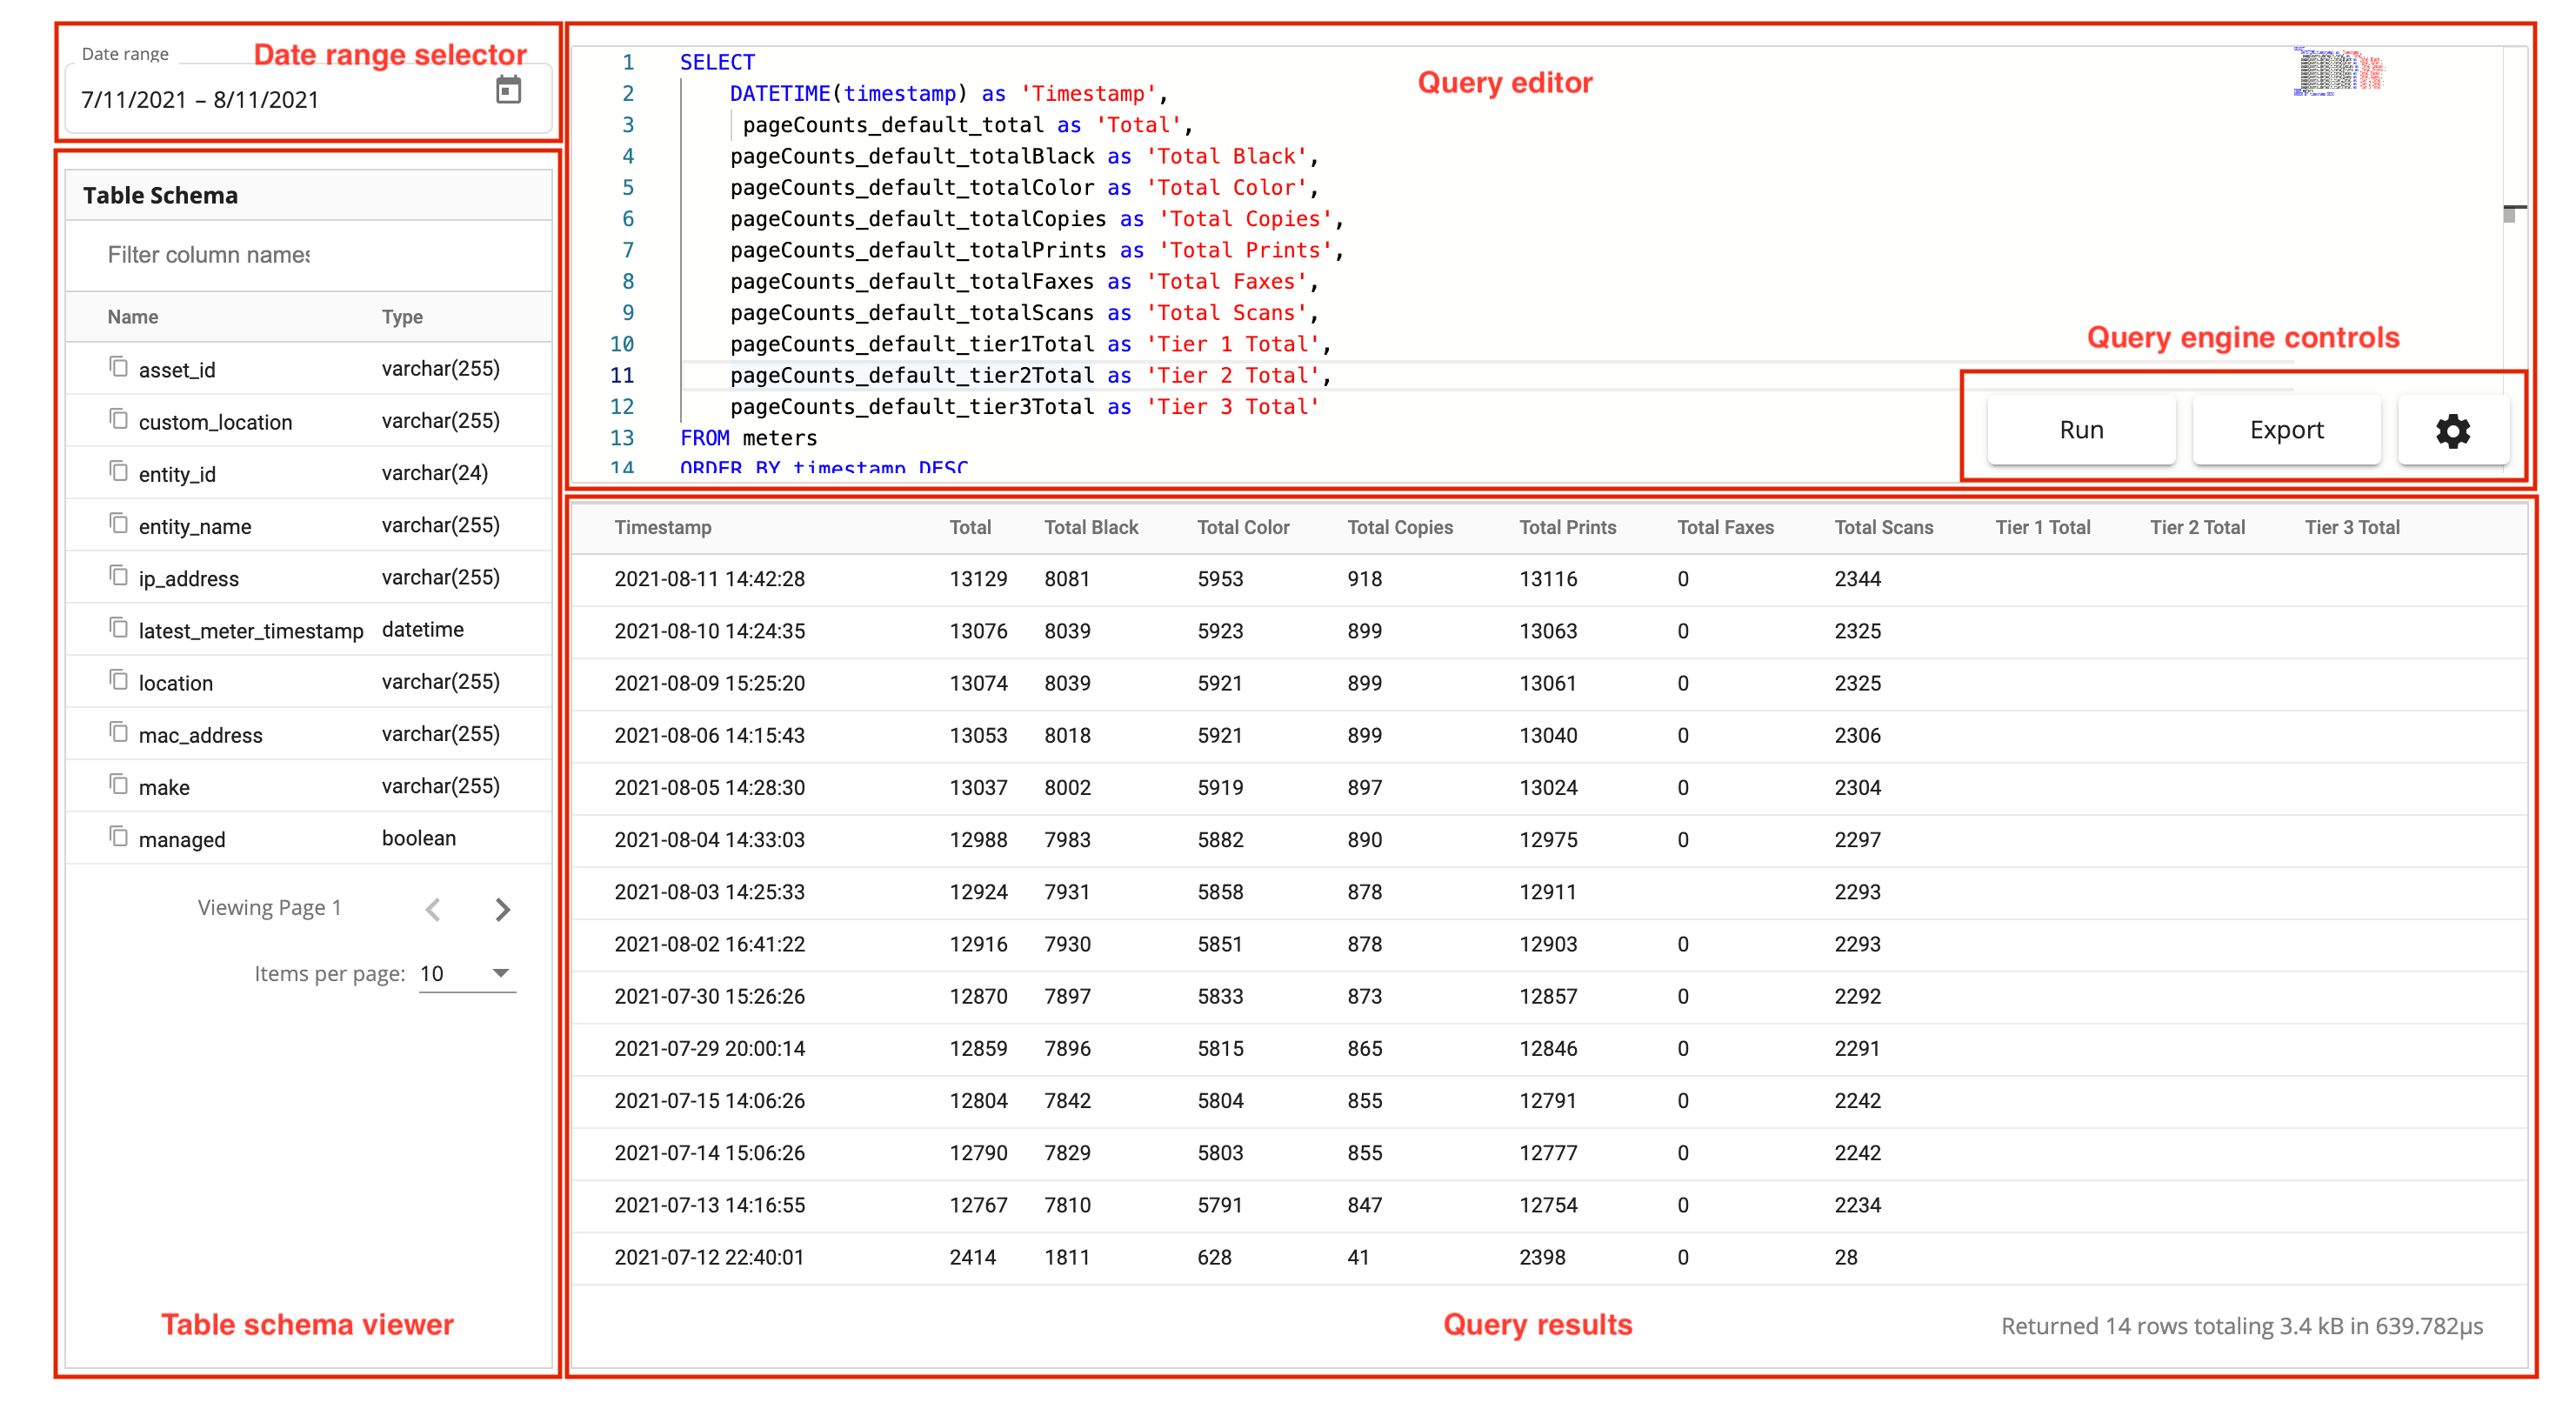 Date range
Date range selector
7/11/2021 – 8/11/2021
Table Schema
Filter column names
Name Type
asset_id varchar(255)
custom_location varchar(255)
entity_id varchar(24)
entity_name varchar(255)
ip_address varchar(255)
latest_meter_timestamp datetime
location varchar(255)
mac_address varchar(255)
make varchar(255)
managed boolean
Viewing Page 1
Items per page: 10
Table schema viewer
Query editor
1 SELECT
2 DATETIME(timestamp) as 'Timestamp',
3 pageCounts_default_total as 'Total',
4 pageCounts_default_totalBlack as 'Total Black',
5 pageCounts_default_totalColor as 'Total Color',
6 pageCounts_default_totalCopies as 'Total Copies',
7 pageCounts_default_totalPrints as 'Total Prints',
8 pageCounts_default_totalFaxes as 'Total Faxes',
9 pageCounts_default_totalScans as 'Total Scans',
10 pageCounts_default_tier1Total as 'Tier 1 Total',
11 pageCounts_default_tier2Total as 'Tier 2 Total',
12 pageCounts_default_tier3Total as 'Tier 3 Total'
13 FROM meters
14 ORDER BY timestamp DESC
Query engine controls
Run Export
Timestamp Total Total Black Total Color Total Copies Total Prints Total Faxes Total Scans Tier 1 Total Tier 2 Total Tier 3 Total
2021-08-11 14:42:28 13129 8081 5953 918 13116 0 2344
2021-08-10 14:24:35 13076 8039 5923 899 13063 0 2325
2021-08-09 15:25:20 13074 8039 5921 899 13061 0 2325
2021-08-06 14:15:43 13053 8018 5921 899 13040 0 2306
2021-08-05 14:28:30 13037 8002 5919 897 13024 0 2304
2021-08-04 14:33:03 12988 7983 5882 890 12975 0 2297
2021-08-03 14:25:33 12924 7931 5858 878 12911 2293
2021-08-02 16:41:22 12916 7930 5851 878 12903 0 2293
2021-07-30 15:26:26 12870 7897 5833 873 12857 0 2292
2021-07-29 20:00:14 12859 7896 5815 865 12846 0 2291
2021-07-15 14:06:26 12804 7842 5804 855 12791 0 2242
2021-07-14 15:06:26 12790 7829 5803 855 12777 0 2242
2021-07-13 14:16:55 12767 7810 5791 847 12754 0 2234
2021-07-12 22:40:01 2414 1811 628 41 2398 0 28
Query results
Returned 14 rows totaling 3.4 kB in 639.782µs